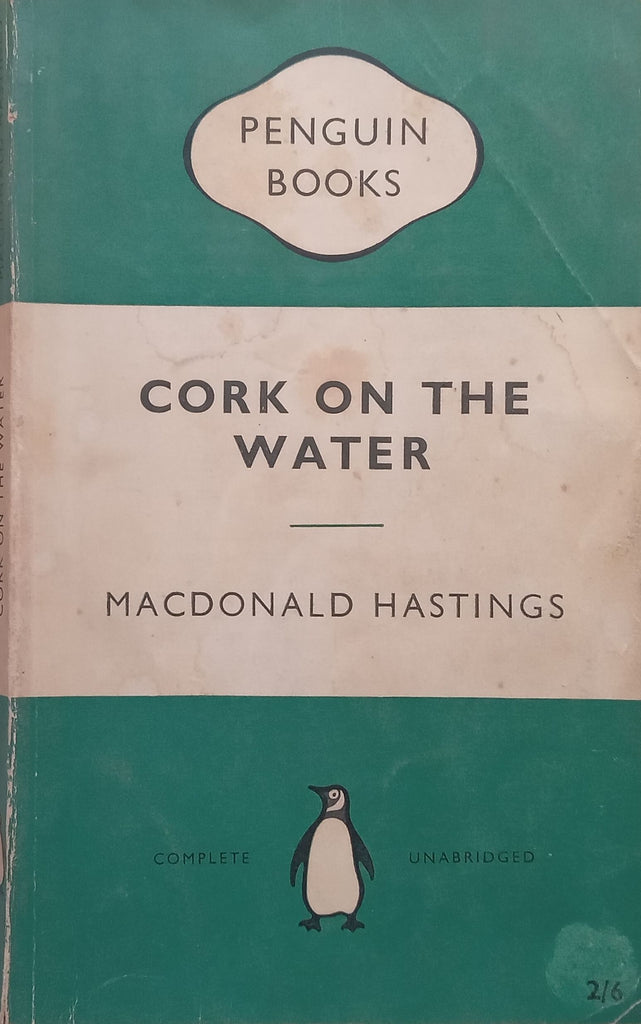 PENGUIN
BOOKS
CORK ON THE
WATER
MACDONALD HASTINGS
COMPLETE
UNABRIDGED
2/6
CORK ON THE WATER